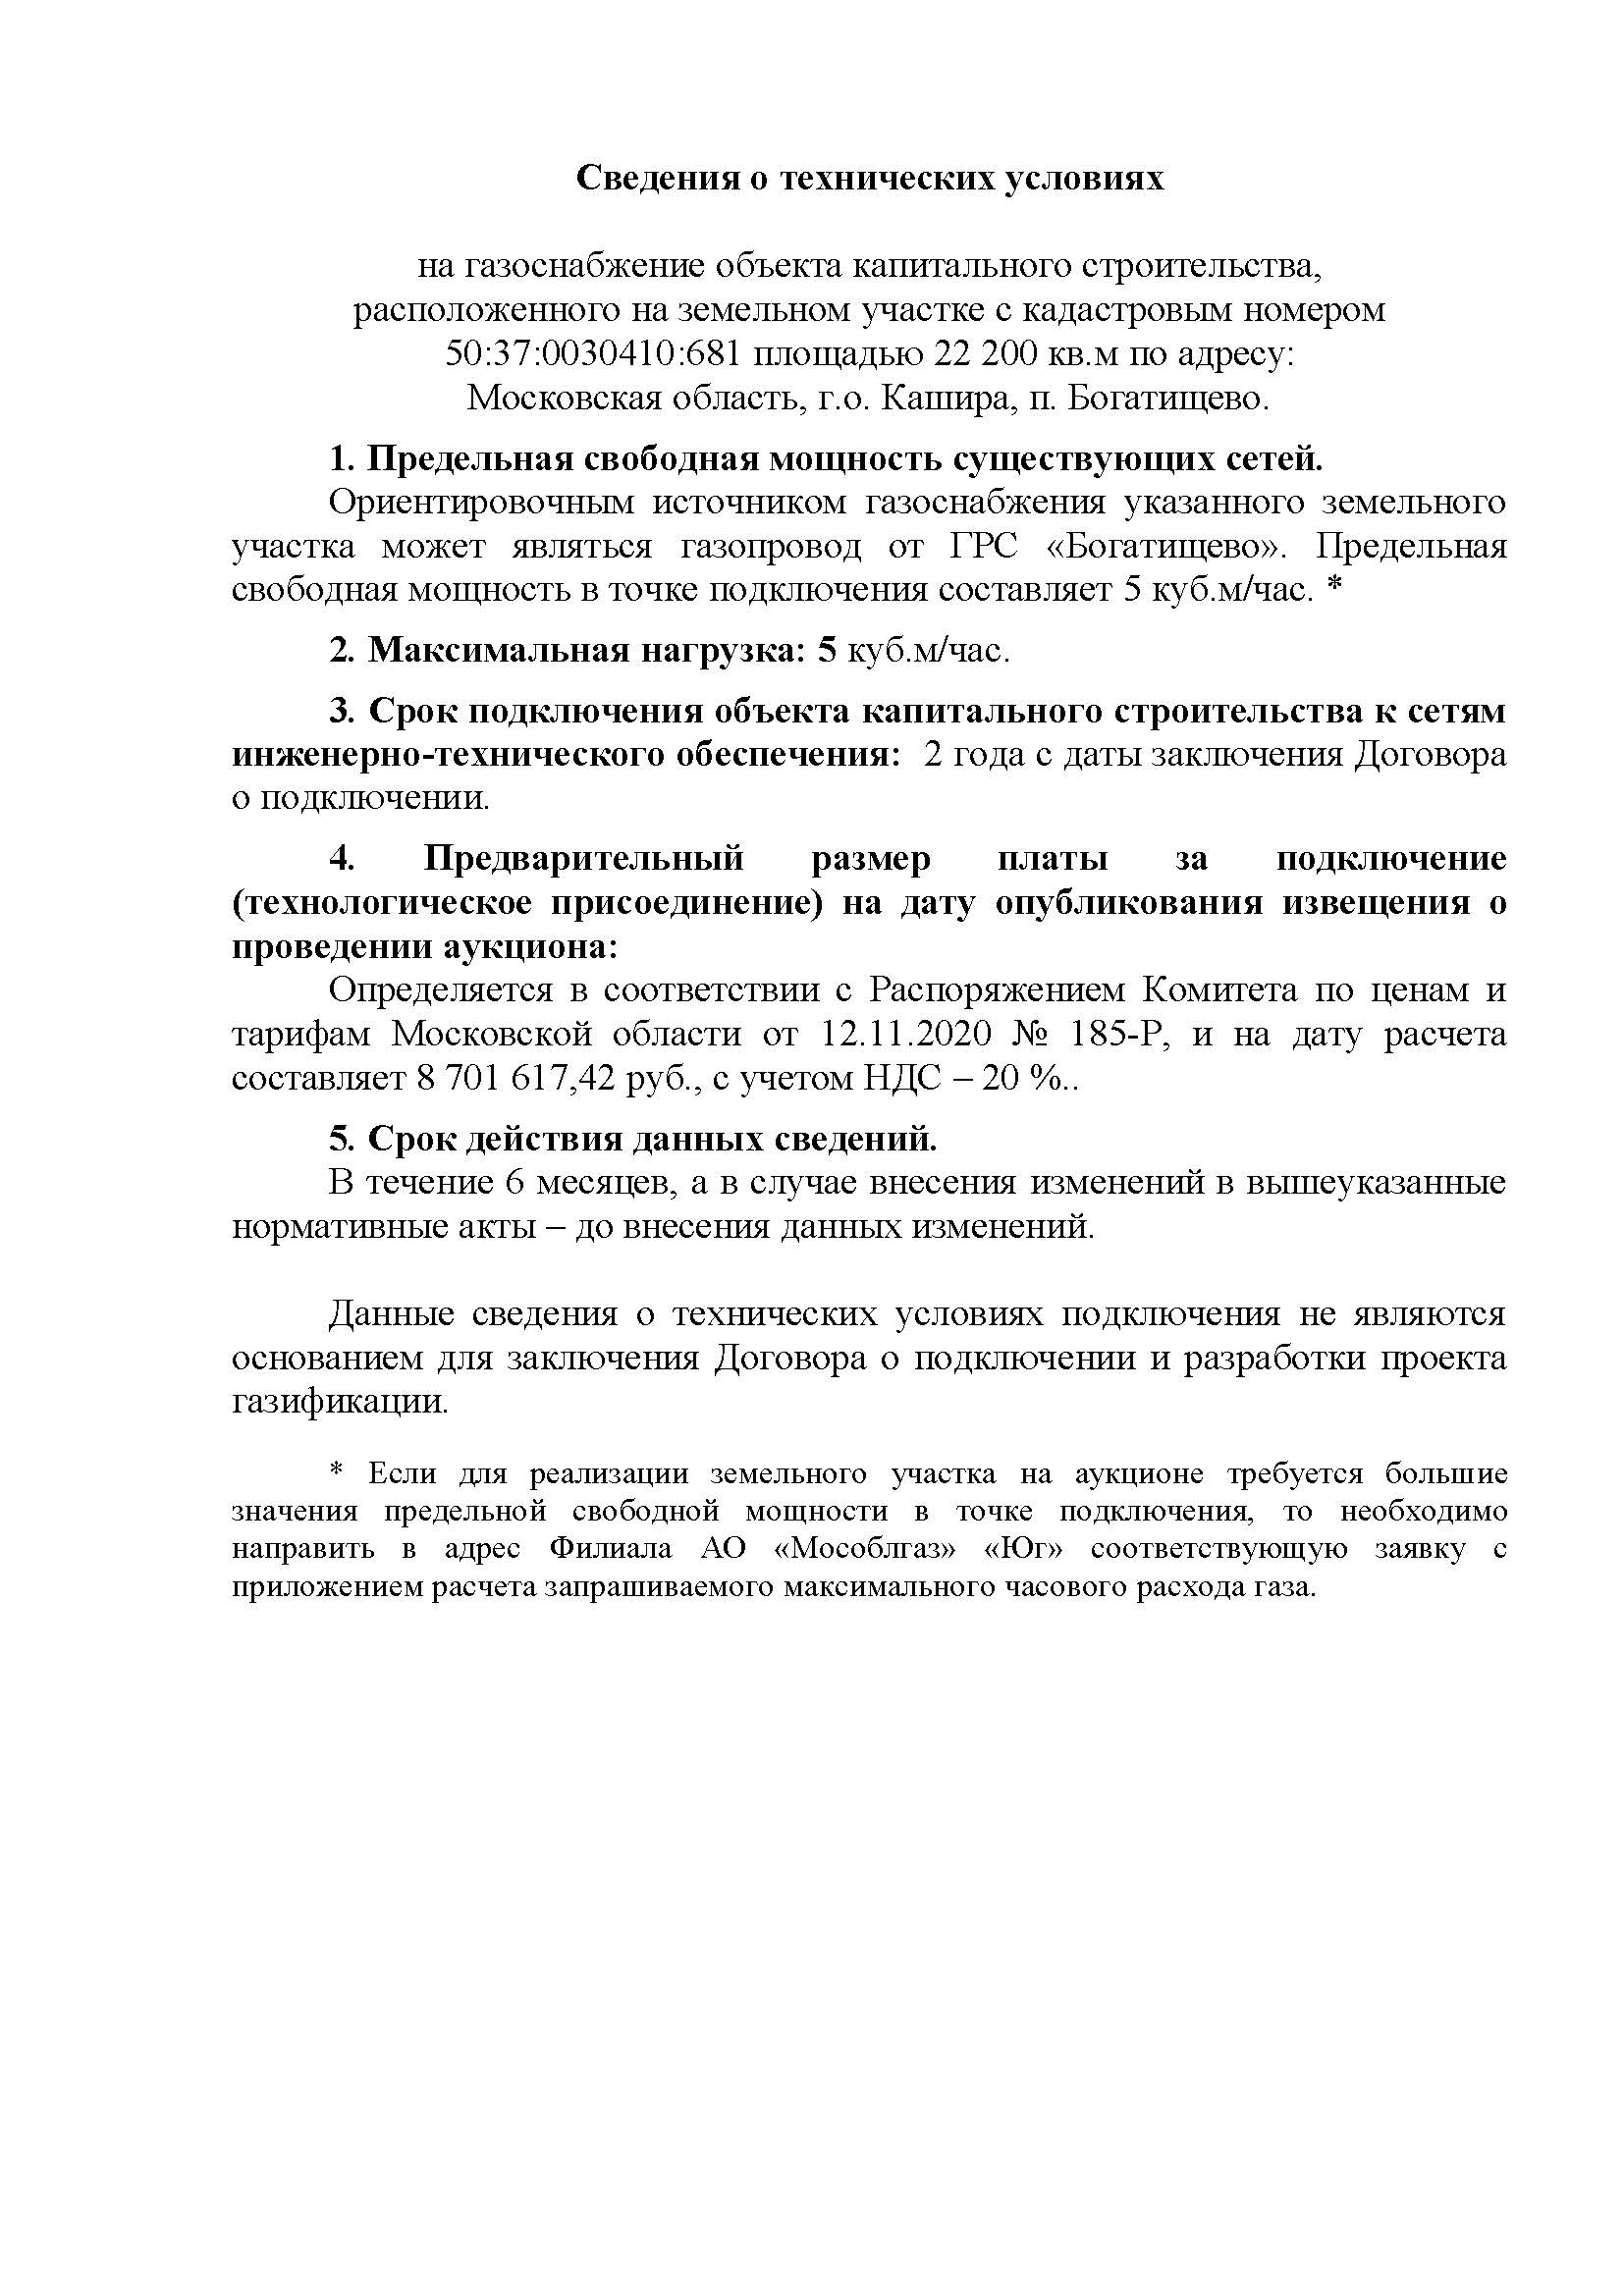 Сведения о технических условиях
на газоснабжение объекта капитального строительства,
расположенного на земельном участке с кадастровым номером
50:37:0030410:681 площадью 22 200 кв.м по адресу:
Московская область, г.о. Кашира, п. Богатищево.
1. Предельная свободная мощность существующих сетей.
Ориентировочным источником газоснабжения указанного земельного
участка может являться газопровод от ГРС «Богатищево». Предельная
свободная мощность в точке подключения составляет 5 куб.м/час. *
2. Максимальная нагрузка: 5 куб.м/час.
3. Срок подключения объекта капитального строительства к сетям
инженерно-технического обеспечения: 2 года с даты заключения Договора
о подключении.
4. Предварительный размер платы за подключение
(технологическое присоединение) на дату опубликования извещения о
проведении аукциона:
Определяется в соответствии с Распоряжением Комитета по ценам и
тарифам Московской области от 12.11.2020 № 185-Р, и на дату расчета
составляет 8 701 617,42 руб., с учетом НДС – 20 %..
5. Срок действия данных сведений.
В течение 6 месяцев, а в случае внесения изменений в вышеуказанные
нормативные акты – до внесения данных изменений.
Данные сведения о технических условиях подключения не являются
основанием для заключения Договора о подключении и разработки проекта
газификации.
* Если для реализации земельного участка на аукционе требуется большие
значения предельной свободной мощности в точке подключения, то необходимо
направить в адрес Филиала АО «Мособлгаз» «Юг» соответствующую заявку с
приложением расчета запрашиваемого максимального часового расхода газа.